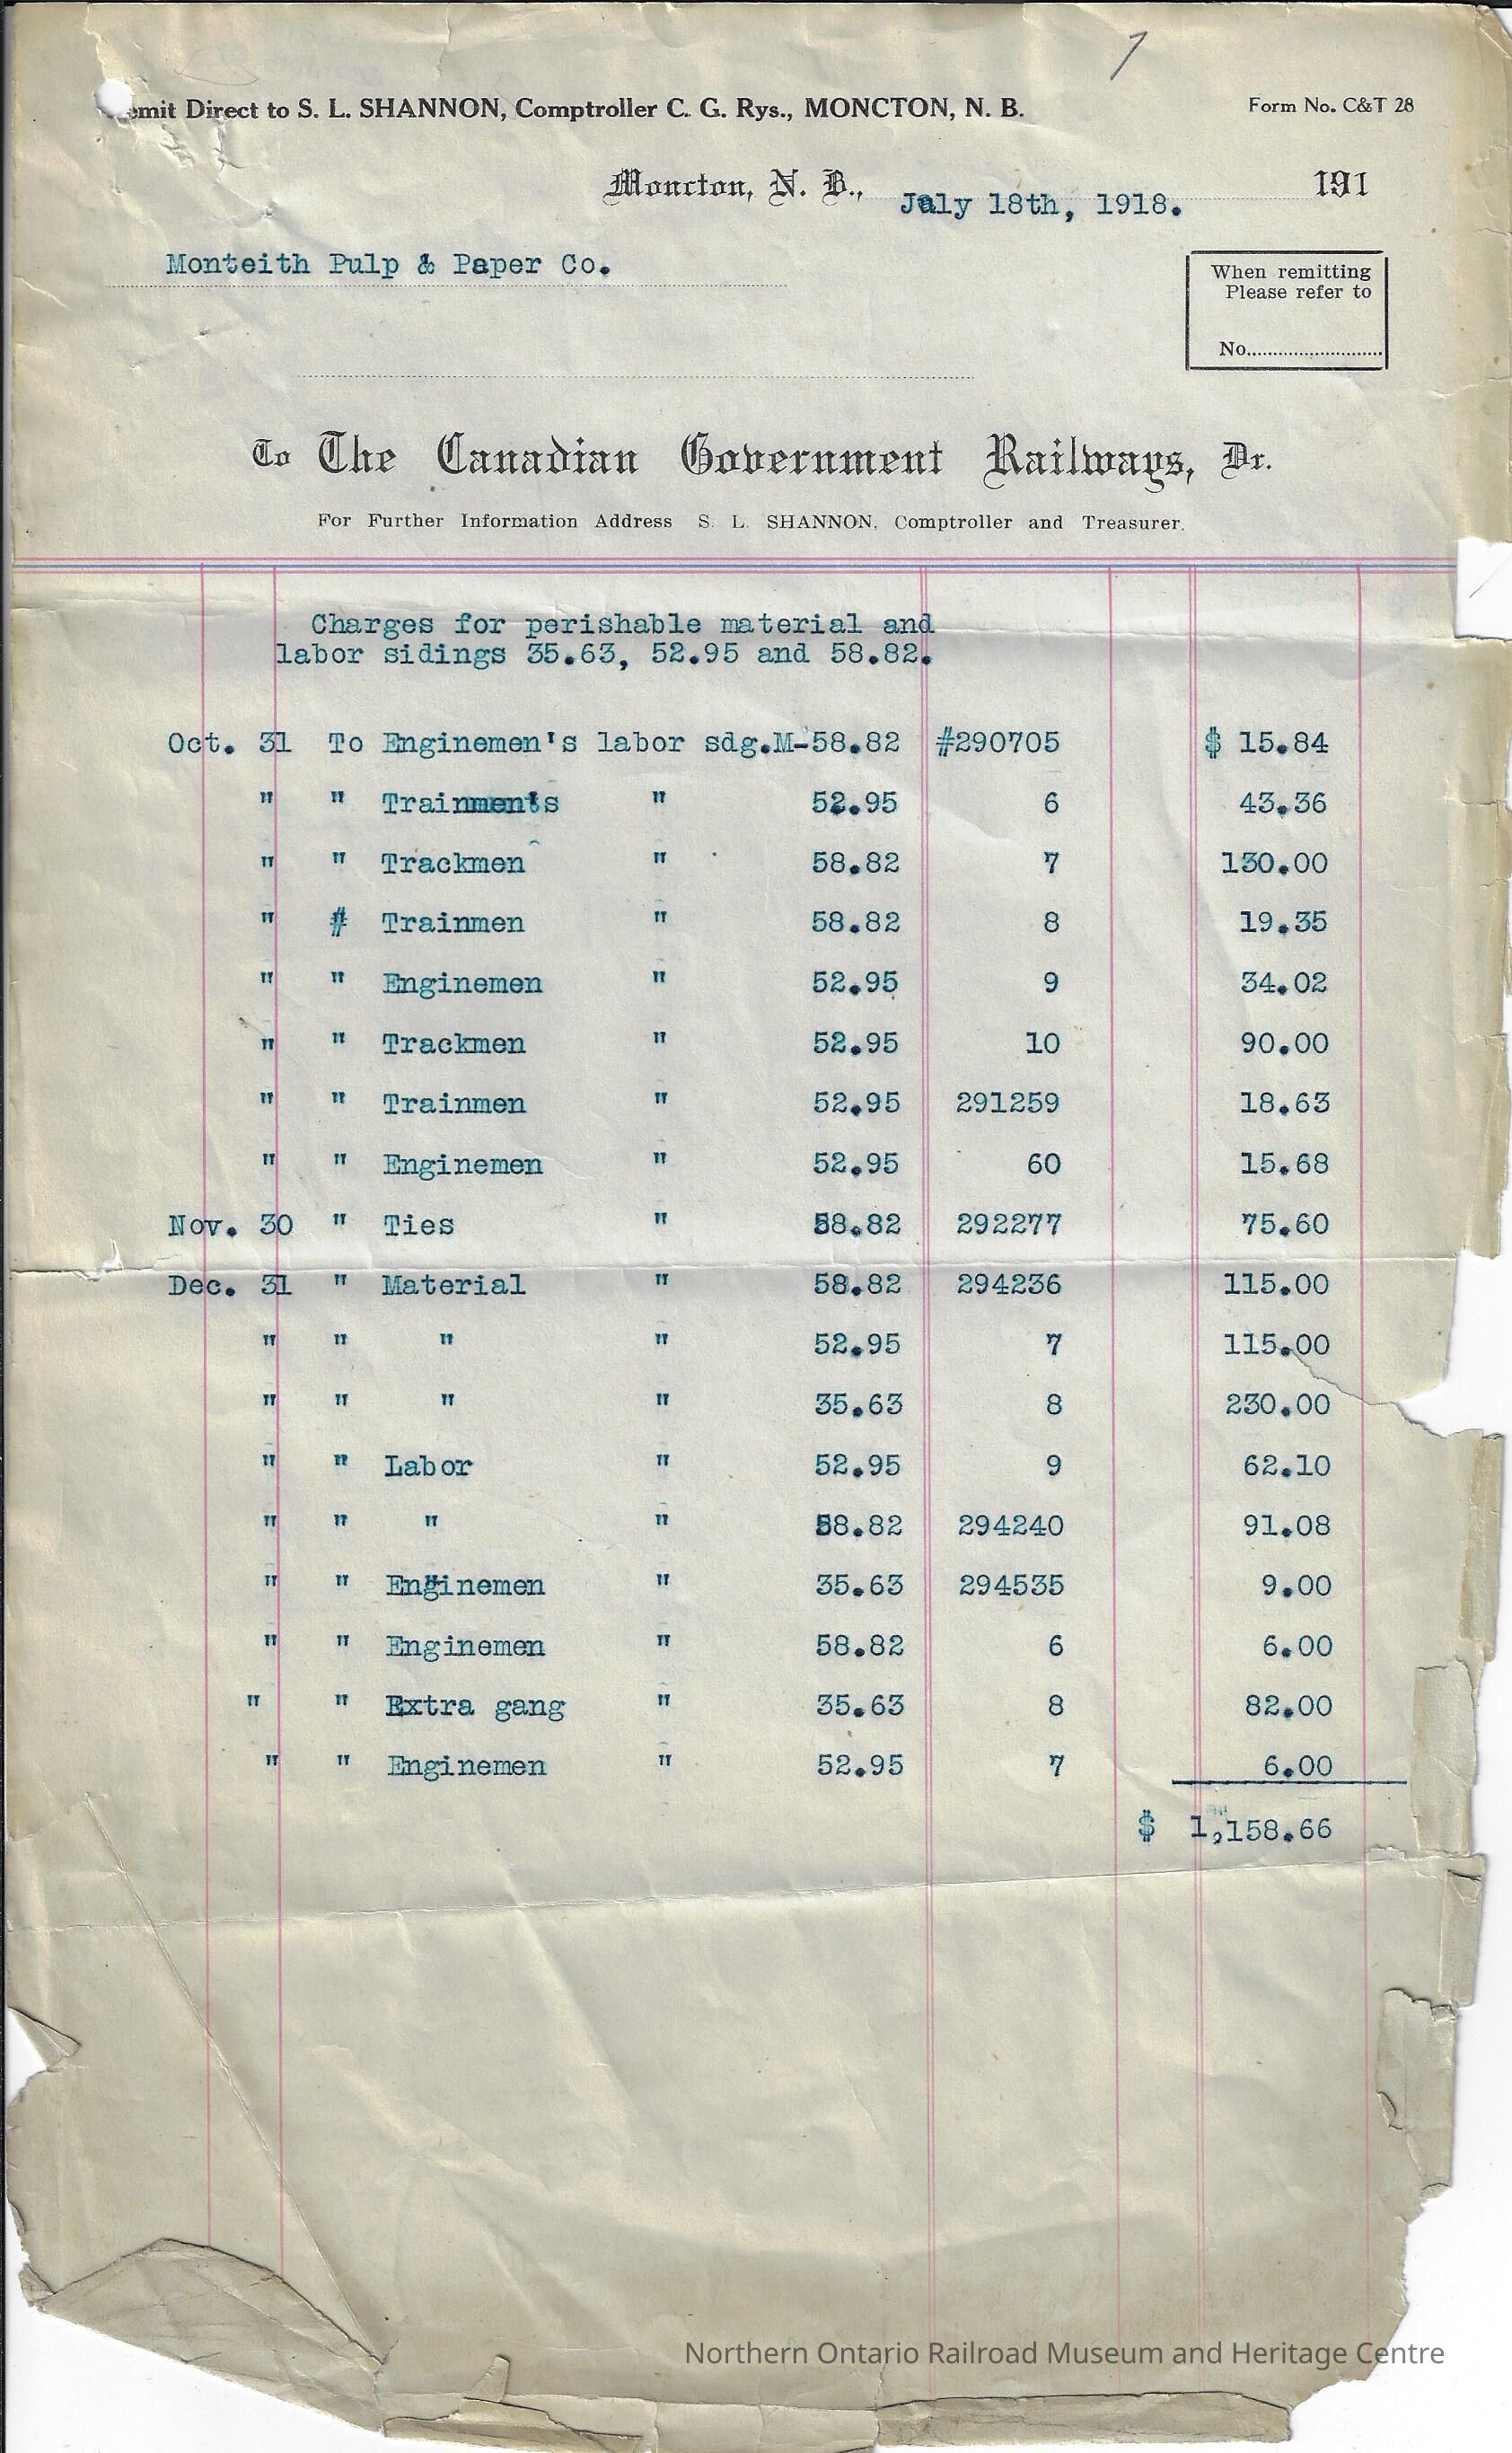 1
emit Direct to S. L. SHANNON, Comptroller C. G. Rys., MONCTON, N. B. Form No. C&T 28
Moncton, N. B., July 18th, 1918. 191
Monteith Pulp & Paper Co.
When remitting
Please refer to
No.
To The Canadian Government Railways, Dr.
For Further Information Address S. L. SHANNON, Comptroller and Treasurer.
Charges for perishable material and
labor sidings 35.63, 52.95 and 58.82.
Oct. 31 To Enginemen's labor sdg.M-58.82 #290705 $ 15.84
" " Trainmen's " 52.95 6 43.36
" " Trackmen " 58.82 7 130.00
" # Trainmen " 58.82 8 19.35
" " Enginemen " 52.95 9 34.02
" " Trackmen " 52.95 10 90.00
" " Trainmen " 52.95 291259 18.63
" " Enginemen " 52.95 60 15.68
Nov. 30 " Ties " 58.82 292277 75.60
Dec. 31 " Material " 58.82 294236 115.00
" " " " 52.95 7 115.00
" " " " 35.63 8 230.00
" " Labor " 52.95 9 62.10
" " " " 58.82 294240 91.08
" " Enginemen " 35.63 294535 9.00
" " Enginemen " 58.82 6 6.00
" " Extra gang " 35.63 8 82.00
" " Enginemen " 52.95 7 6.00
$ 1,158.66
Northern Ontario Railroad Museum and Heritage Centre